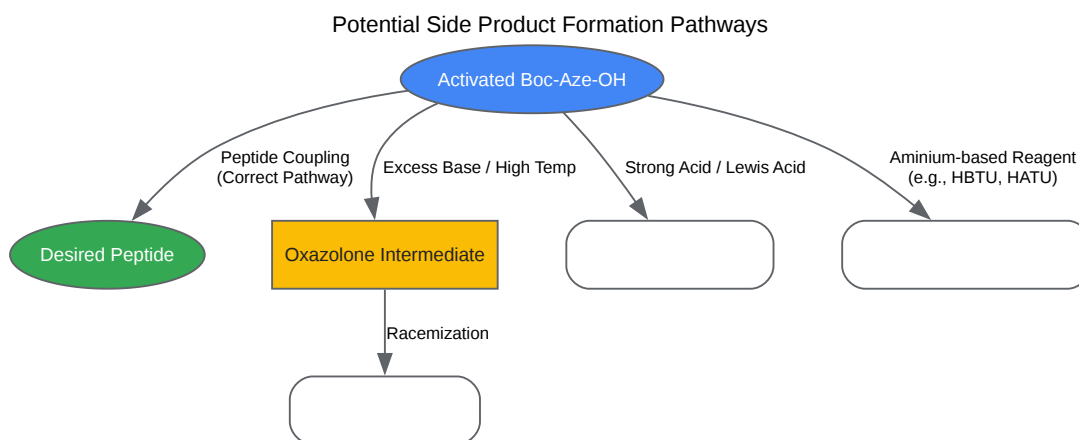 Potential Side Product Formation Pathways
Activated Boc-Aze-OH
Peptide Coupling
(Correct Pathway)
Excess Base / High Temp
Strong Acid / Lewis Acid
Aminium-based Reagent
(e.g., HBTU, HATU)
Desired Peptide
Oxazolone Intermediate
Racemization